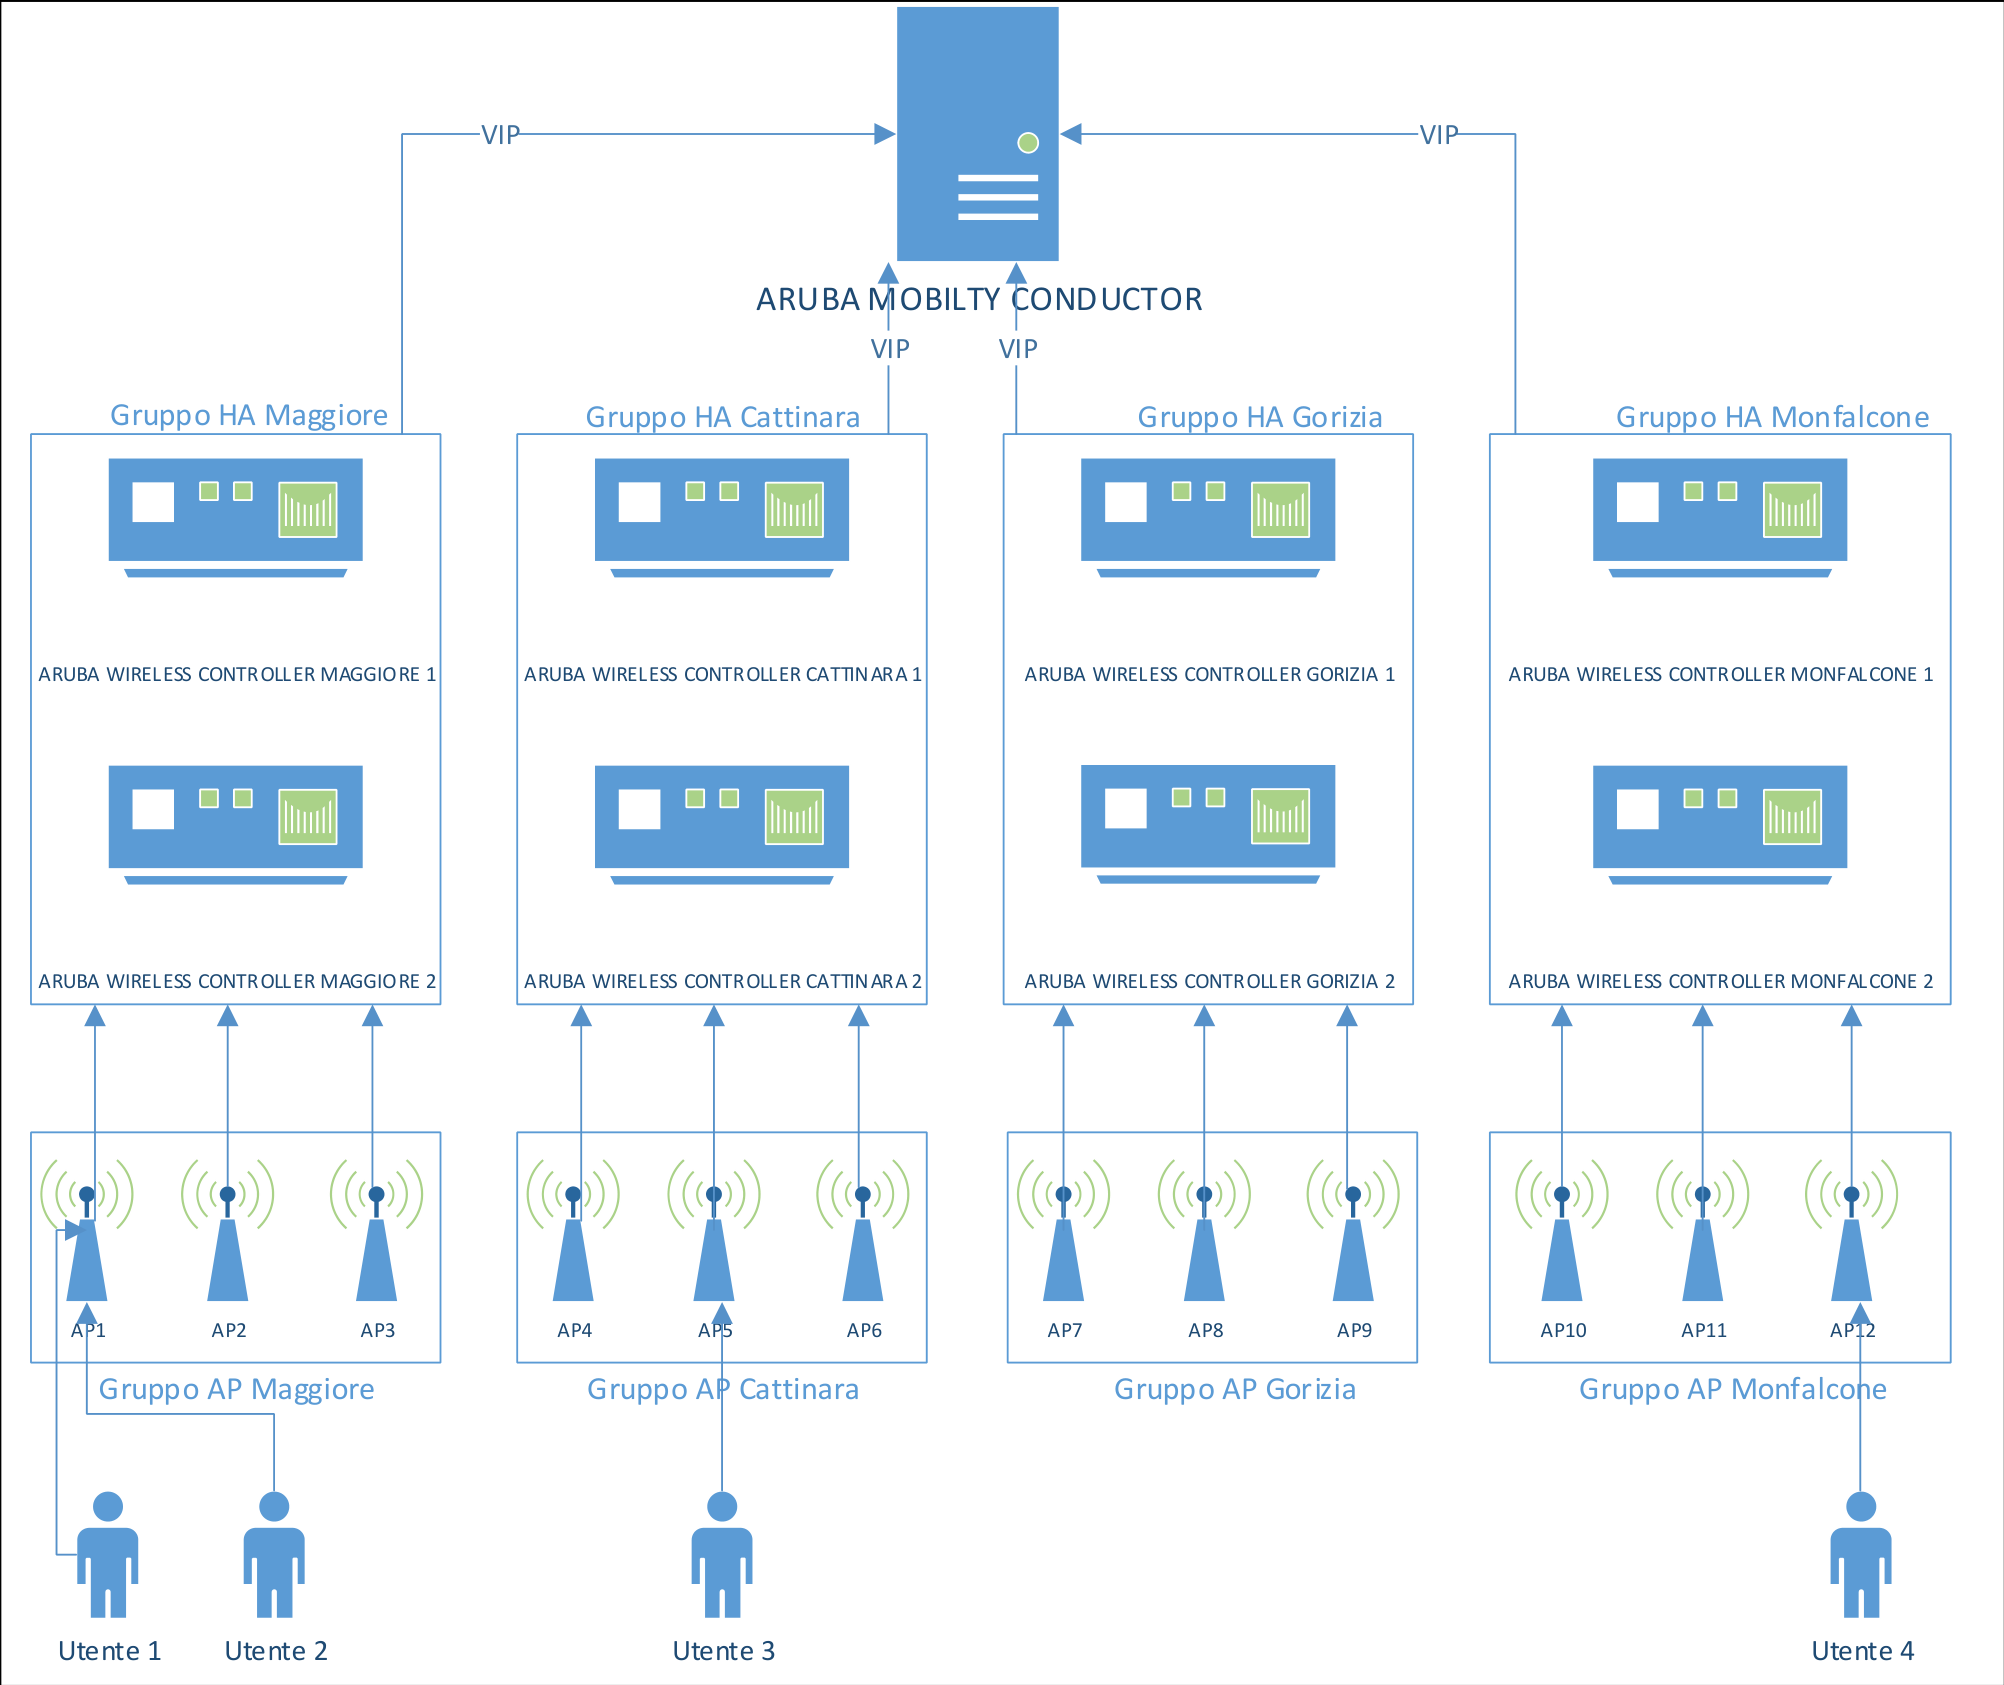 VIP
VIP
ARUBA MOBILTY CONDUCTOR
VIP
VIP
Gruppo HA Maggiore
Gruppo HA Cattinara
Gruppo HA Gorizia
Gruppo HA Monfalcone
ARUBA WIRELESS CONTROLLER MAGGIORE 1
ARUBA WIRELESS CONTROLLER CATTINARA 1
ARUBA WIRELESS CONTROLLER GORIZIA 1
ARUBA WIRELESS CONTROLLER MONFALCONE 1
ARUBA WIRELESS CONTROLLER MAGGIORE 2
ARUBA WIRELESS CONTROLLER CATTINARA 2
ARUBA WIRELESS CONTROLLER GORIZIA 2
ARUBA WIRELESS CONTROLLER MONFALCONE 2
AP1
AP2
AP3
AP4
AP5
AP6
AP7
AP8
AP9
AP10
AP11
AP12
Gruppo AP Maggiore
Gruppo AP Cattinara
Gruppo AP Gorizia
Gruppo AP Monfalcone
Utente 1
Utente 2
Utente 3
Utente 4